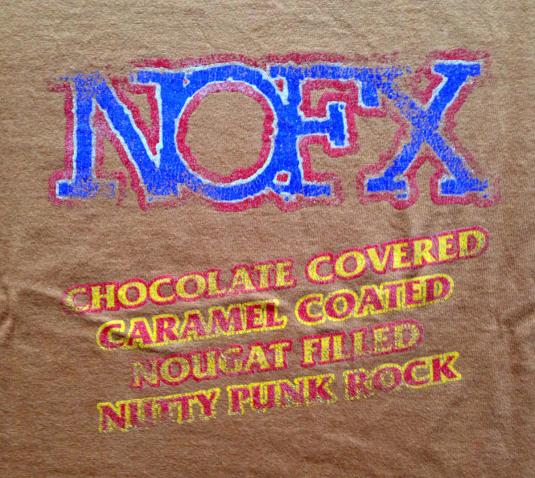 NOFX
CHOCOLATE COVERED
CARAMEL COATED
NOUGAT FILLED
NUTTY PUNK ROCK